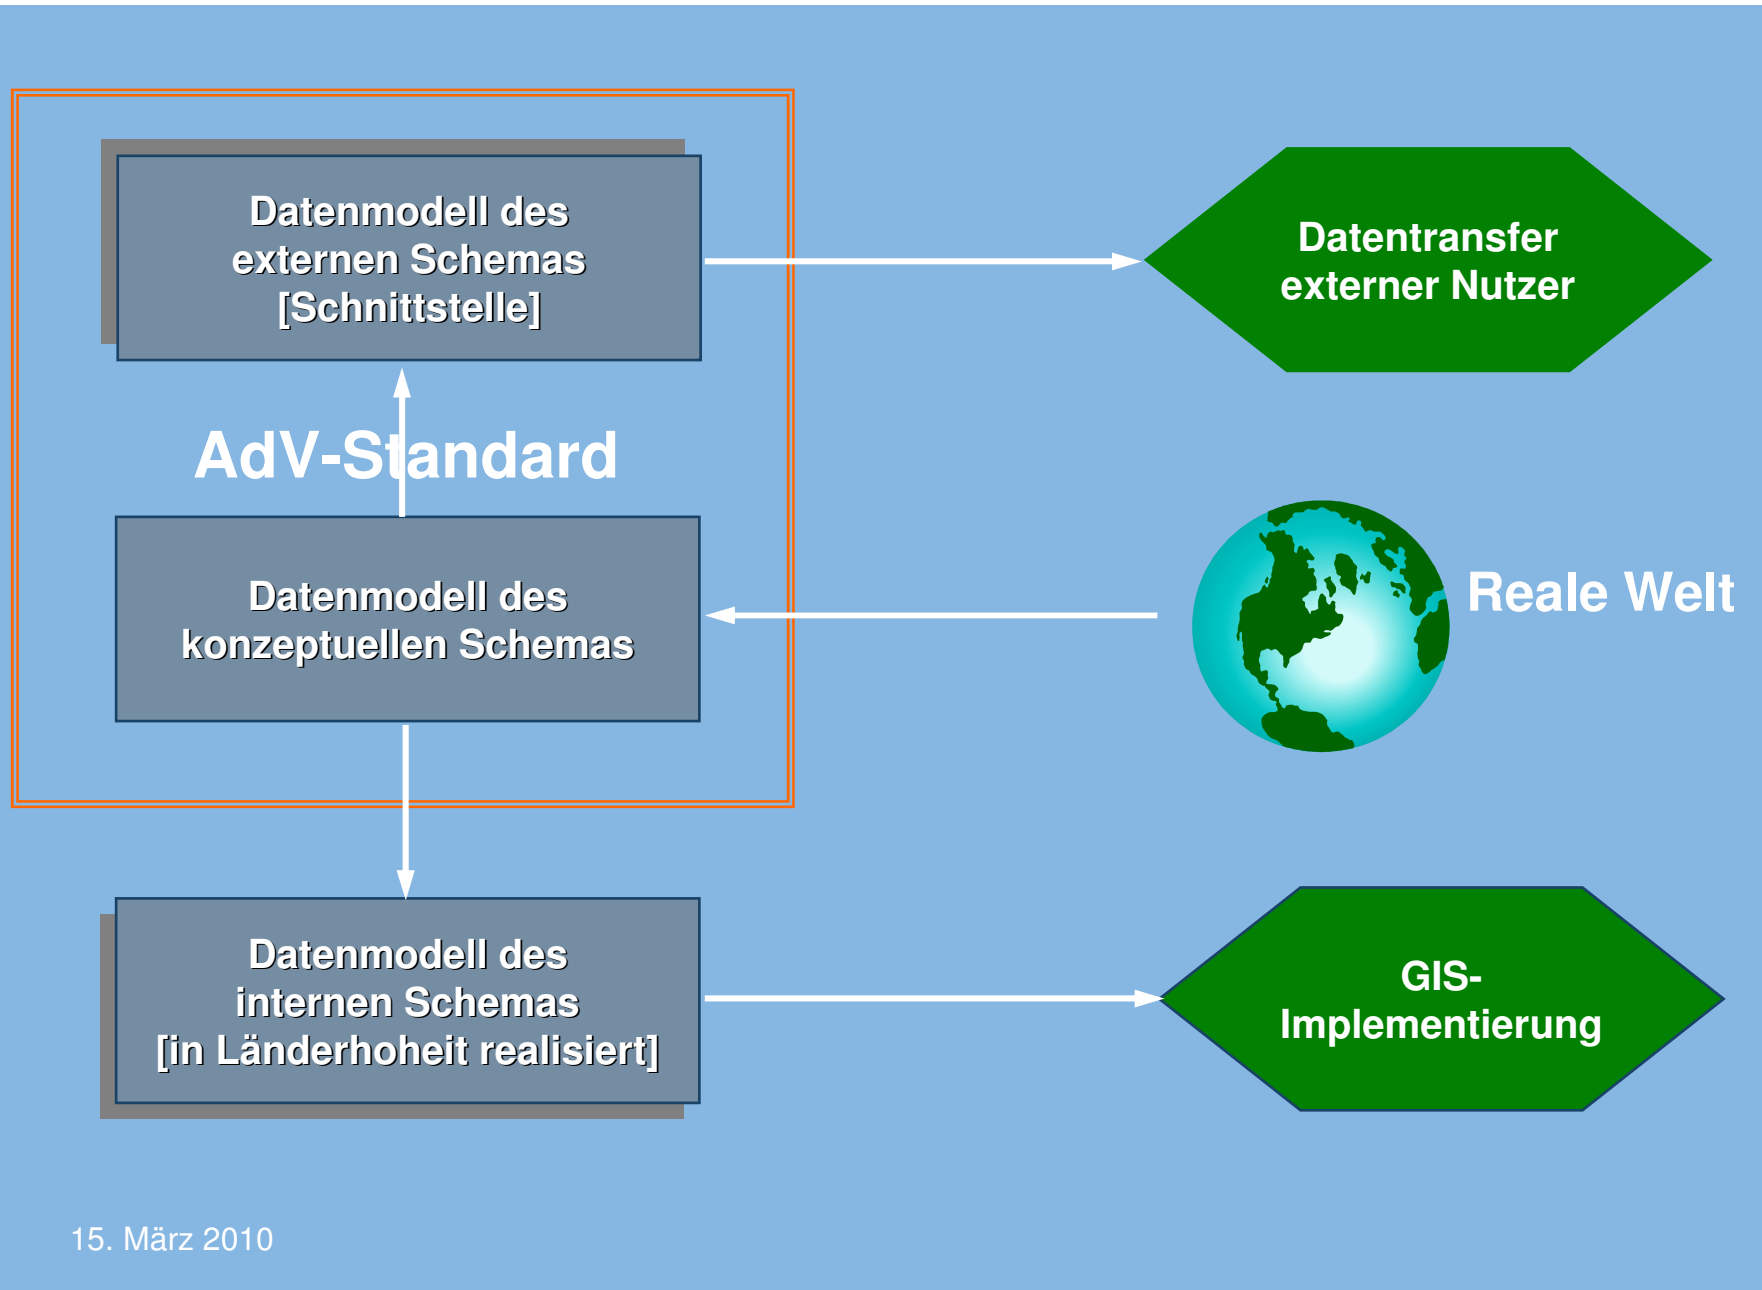 Datenmodell des
externen Schemas
[Schnittstelle]
Datentransfer
externer Nutzer
AdV-Standard
Datenmodell des
konzeptuellen Schemas
Reale Welt
Datenmodell des
internen Schemas
[in Länderhoheit realisiert]
GIS-
Implementierung
15. März 2010